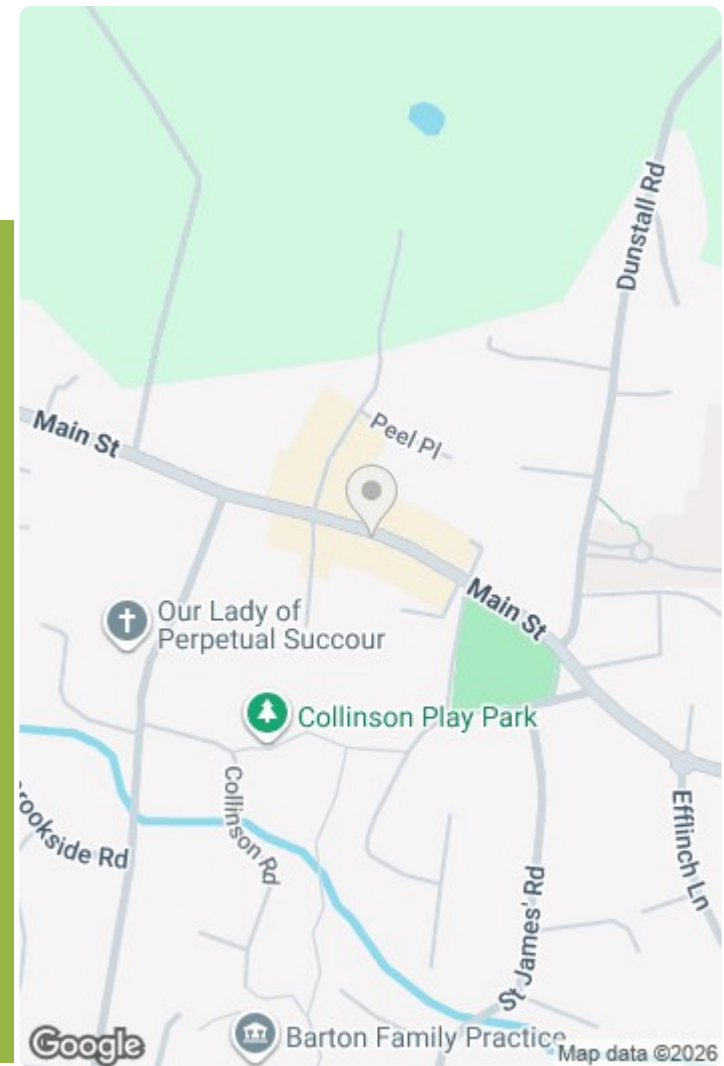 Dunstall Rd
Main St
Peel Pl
Main St
Our Lady of
Perpetual Succour
Collinson Play Park
Collinson Rd
rookside Rd
Efflinch Ln
St James' Rd
Barton Family Practice
Google
Map data ©2026